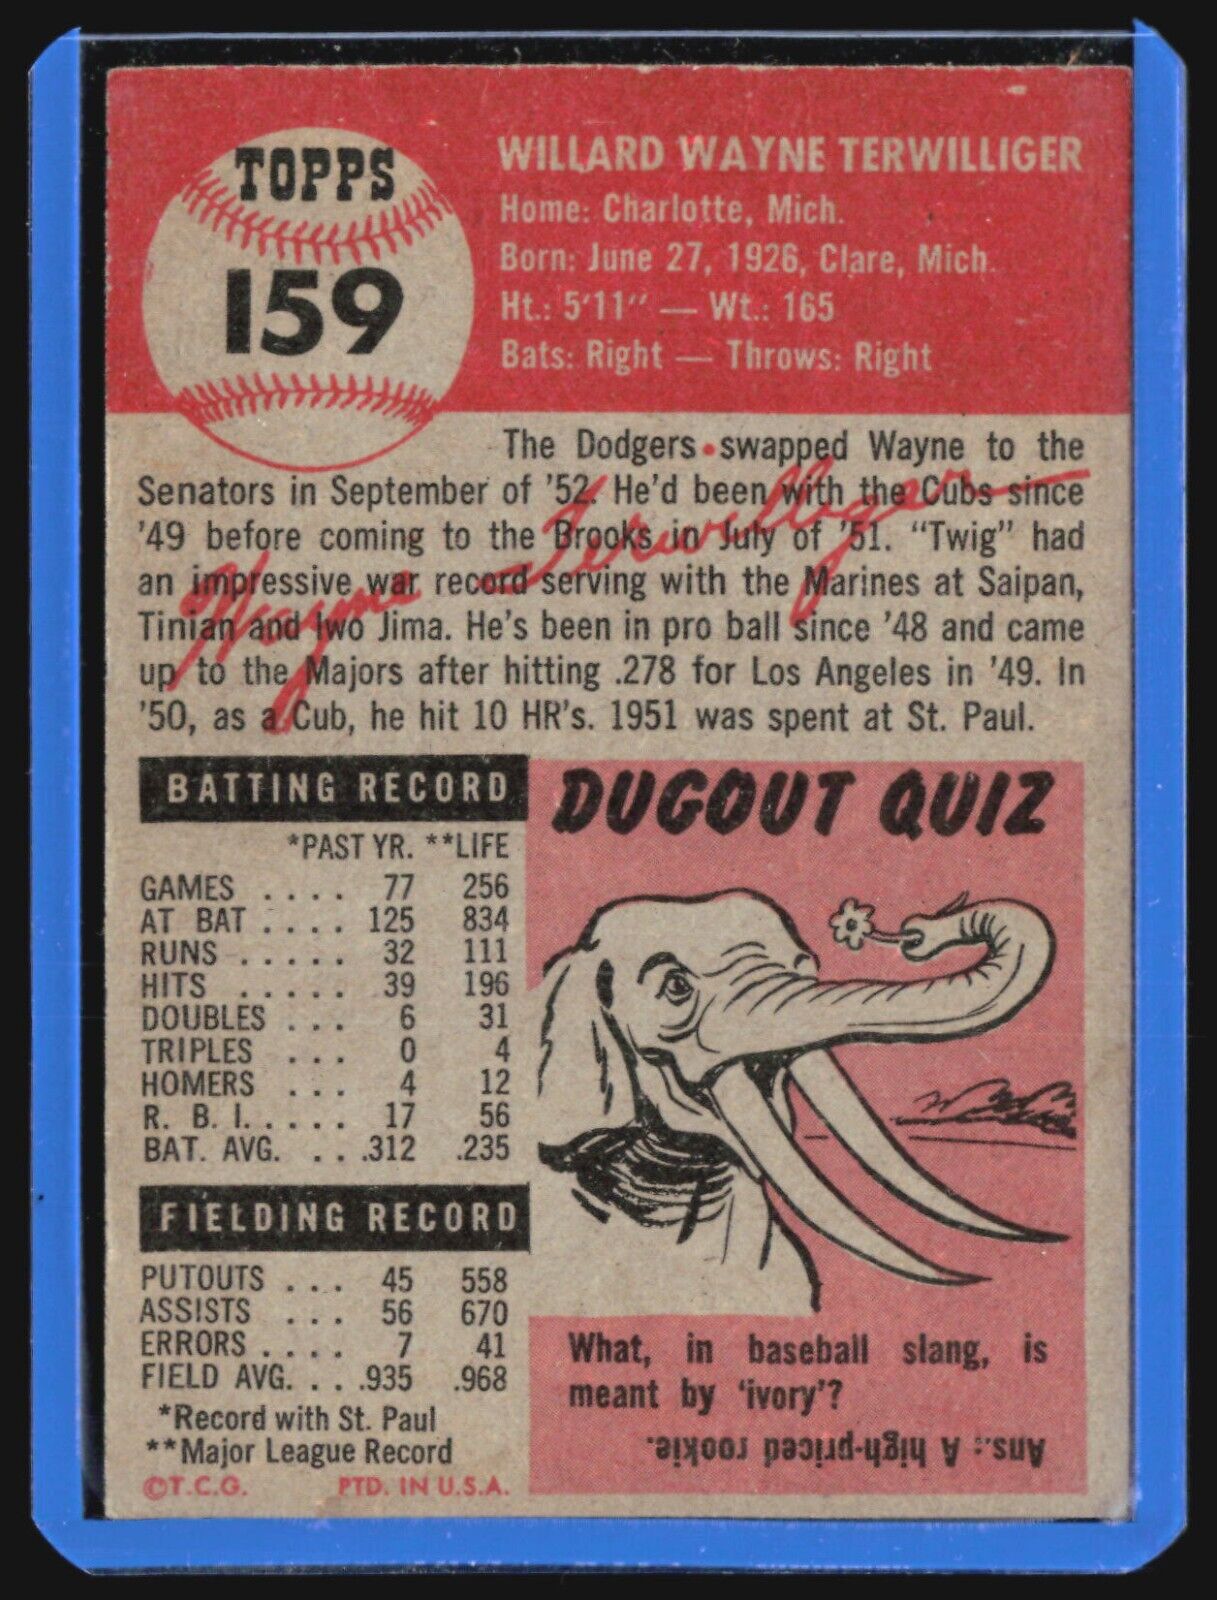 TOPPS
159
WILLARD WAYNE TERWILLIGER
Home: Charlotte, Mich.
Born: June 27, 1926, Clare, Mich.
Ht.: 5'11" — Wt.: 165
Bats: Right — Throws: Right
The Dodgers swapped Wayne to the
Senators in September of '52. He'd been with the Cubs since
'49 before coming to the Brooks in July of '51. "Twig" had
an impressive war record serving with the Marines at Saipan,
Tinian and Iwo Jima. He's been in pro ball since '48 and came
up to the Majors after hitting .278 for Los Angeles in '49. In
'50, as a Cub, he hit 10 HR's. 1951 was spent at St. Paul.
Wayne Terwilliger
BATTING RECORD
*PAST YR. **LIFE
GAMES .... 77 256
AT BAT .... 125 834
RUNS ..... 32 111
HITS ..... 39 196
DOUBLES ... 6 31
TRIPLES ... 0 4
HOMERS ... 4 12
R. B. I. .... 17 56
BAT. AVG. ... .312 .235
FIELDING RECORD
PUTOUTS ... 45 558
ASSISTS ... 56 670
ERRORS .... 7 41
FIELD AVG. ... .935 .968
*Record with St. Paul
**Major League Record
©T.C.G. PTD. IN U.S.A.
DUGOUT QUIZ
What, in baseball slang, is
meant by 'ivory'?
Ans.: A high-priced rookie.